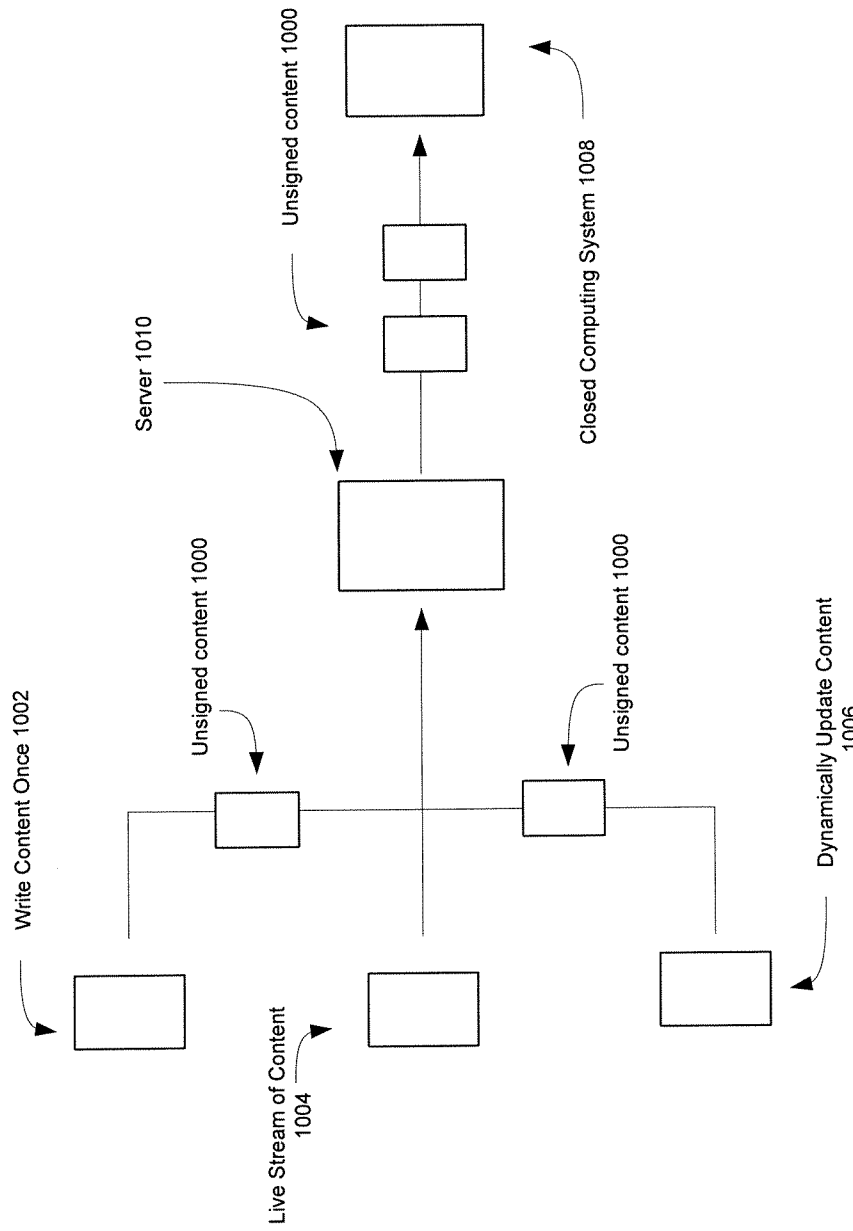 Write Content Once 1002
Unsigned content 1000
Server 1010
Unsigned content 1000
Live Stream of Content
1004
Unsigned content 1000
Closed Computing System 1008
Dynamically Update Content
1006